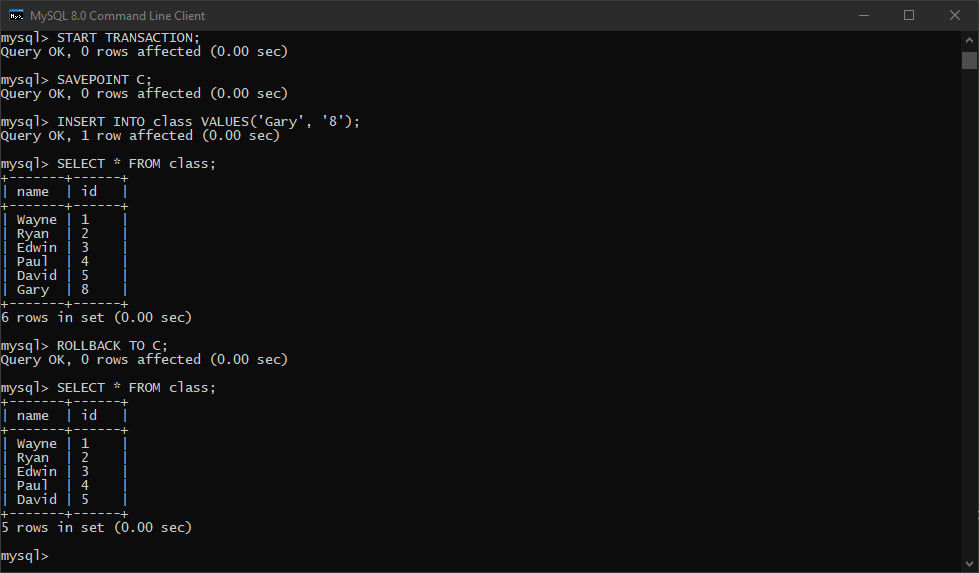 MySQL 8.0 Command Line Client
mysql> START TRANSACTION;
Query OK, 0 rows affected (0.00 sec)
mysql> SAVEPOINT C;
Query OK, 0 rows affected (0.00 sec)
mysql> INSERT INTO class VALUES('Gary', '8');
Query OK, 1 row affected (0.00 sec)
mysql> SELECT * FROM class;
+-------+------+
| name  | id   |
+-------+------+
| Wayne | 1    |
| Ryan  | 2    |
| Edwin | 3    |
| Paul  | 4    |
| David | 5    |
| Gary  | 8    |
+-------+------+
6 rows in set (0.00 sec)
mysql> ROLLBACK TO C;
Query OK, 0 rows affected (0.00 sec)
mysql> SELECT * FROM class;
+-------+------+
| name  | id   |
+-------+------+
| Wayne | 1    |
| Ryan  | 2    |
| Edwin | 3    |
| Paul  | 4    |
| David | 5    |
+-------+------+
5 rows in set (0.00 sec)
mysql>